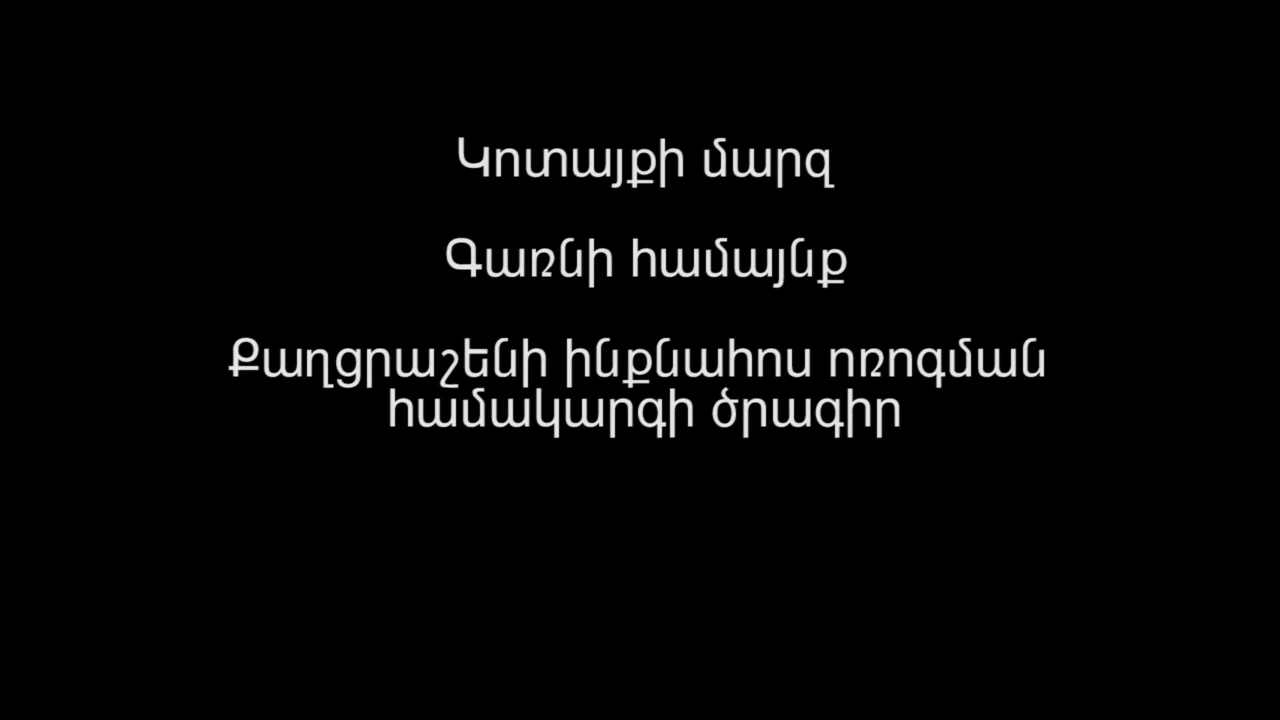 Կոտայքի մարզ
Գառնի համայնք
Քաղցրաշենի ինքնահոս ոռոգման
համակարգի ծրագիր